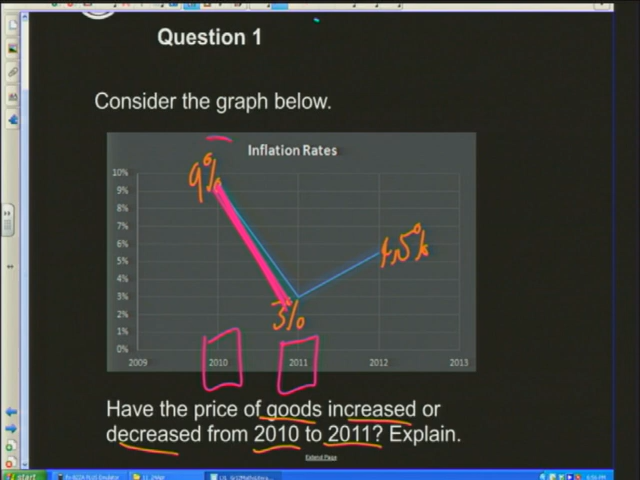 Question 1
Consider the graph below.
Inflation Rates
10%
9%
8%
7%
6%
5%
4%
3%
2%
1%
0%
9%
3%
4,5%
2009 2010 2011 2012 2013
Have the price of goods increased or
decreased from 2010 to 2011? Explain.
Extend Page
start